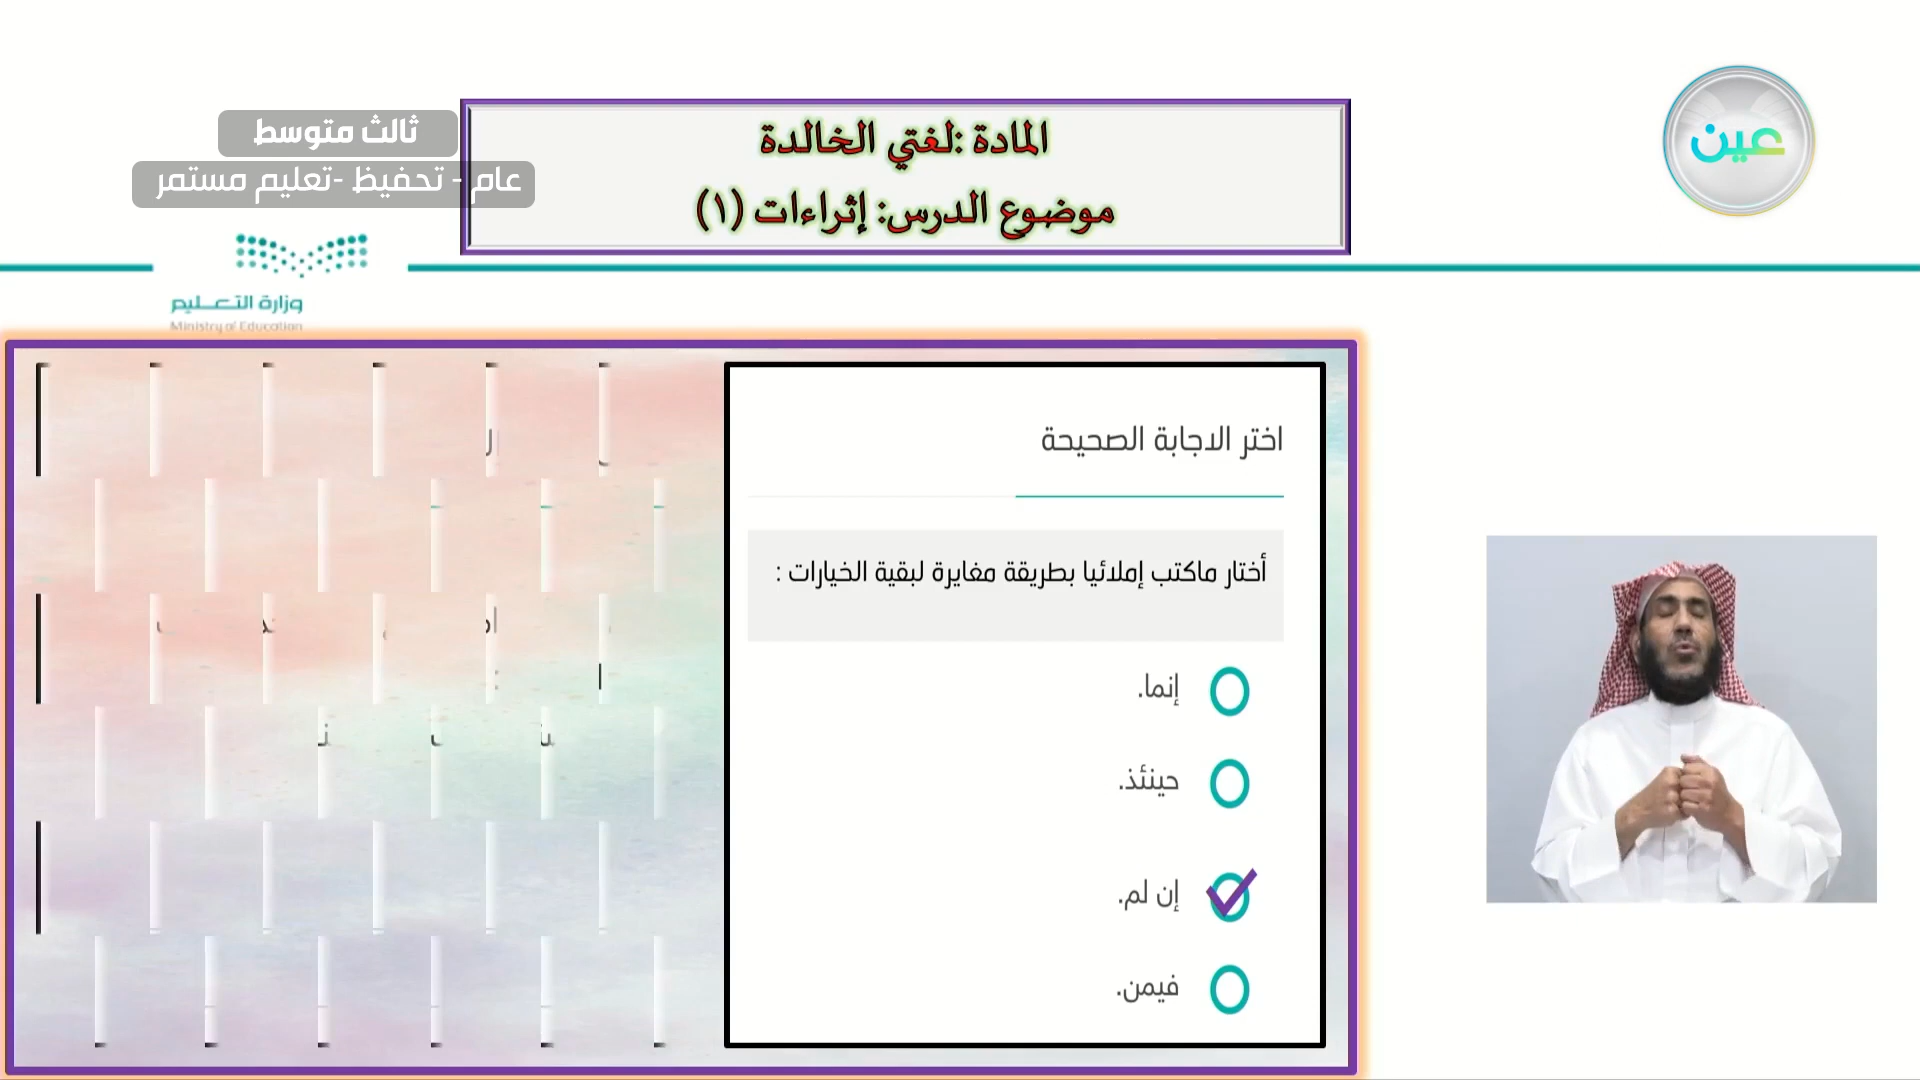 المادة :لغتي الخالدة
موضوع الدرس: إثراءات (١)
عين
ثالث متوسط
عام - تحفيظ -تعليم مستمر
وزارة التعليم
Ministry of Education
اختر الاجابة الصحيحة
أختار ماكتب إملائيا بطريقة مغايرة لبقية الخيارات :
إنما.
حينئذ.
إن لم.
فيمن.